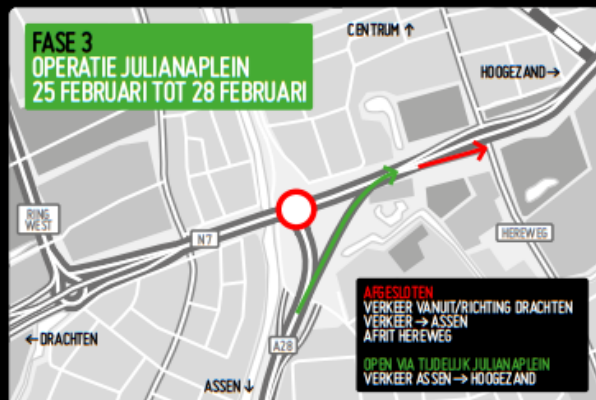 FASE 3
OPERATIE JULIANAPLEIN
25 FEBRUARI TOT 28 FEBRUARI
CENTRUM ↑
HOOGEZAND →
RING
WEST
N7
HEREWEG
← DRACHTEN
A28
ASSEN ↓
AFGESLOTEN
VERKEER VANUIT/RICHTING DRACHTEN
VERKEER → ASSEN
AFRIT HEREWEG
OPEN VIA TIJDELIJK JULIANAPLEIN
VERKEER ASSEN → HOOGEZAND